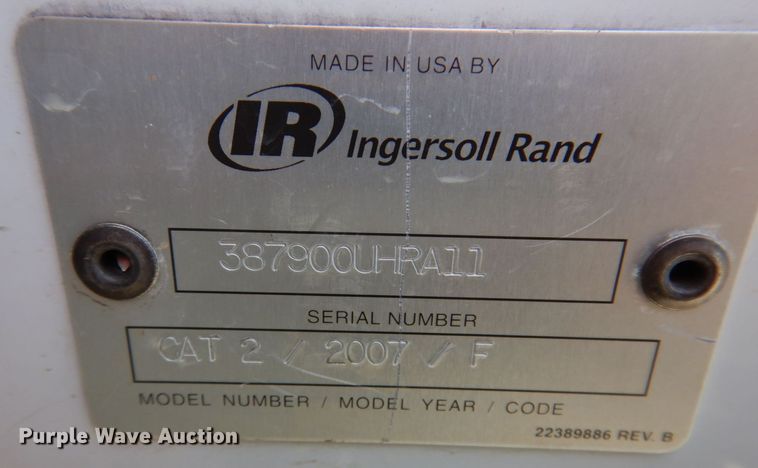 MADE IN USA BY
IR Ingersoll Rand
387900UHRA11
SERIAL NUMBER
CAT 2 / 2007 / F
MODEL NUMBER / MODEL YEAR / CODE
22389886 REV. B
Purple Wave Auction